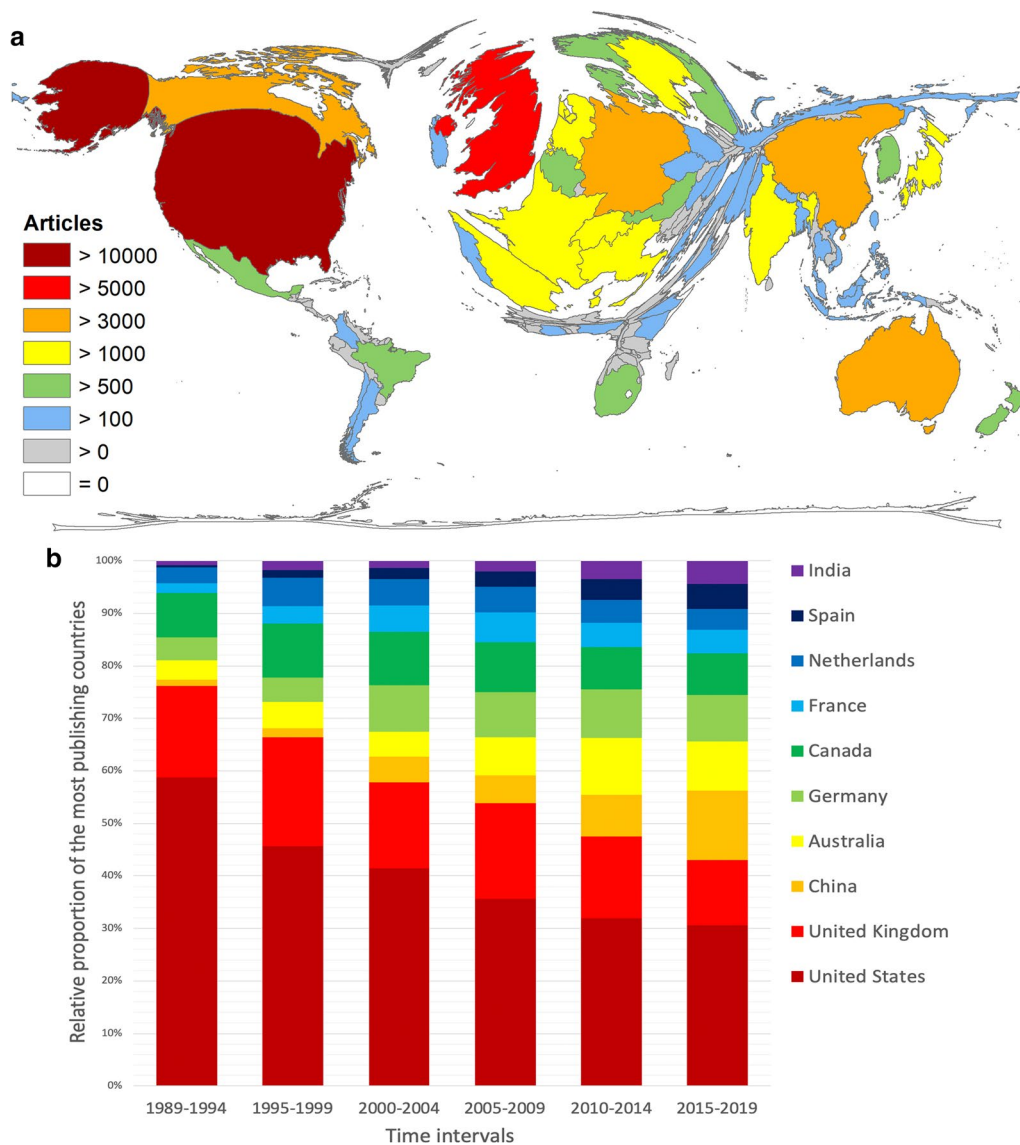 a
Articles
> 10000
> 5000
> 3000
> 1000
> 500
> 100
> 0
= 0
b
Relative proportion of the most publishing countries
100%
90%
80%
70%
60%
50%
40%
30%
20%
10%
0%
1989-1994
1995-1999
2000-2004
2005-2009
2010-2014
2015-2019
Time intervals
India
Spain
Netherlands
France
Canada
Germany
Australia
China
United Kingdom
United States